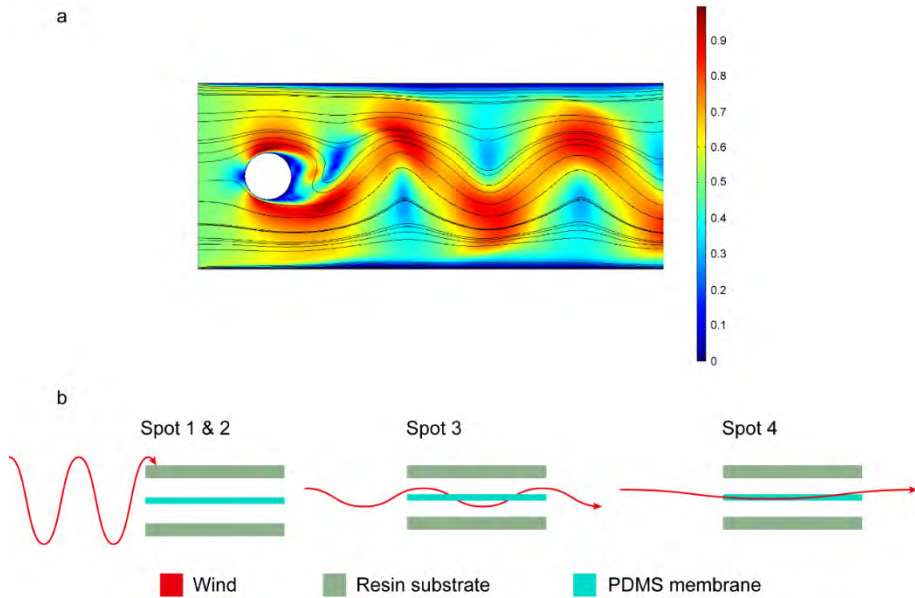 a
0.9
0.8
0.7
0.6
0.5
0.4
0.3
0.2
0.1
0
b
Spot 1 & 2
Spot 3
Spot 4
Wind
Resin substrate
PDMS membrane